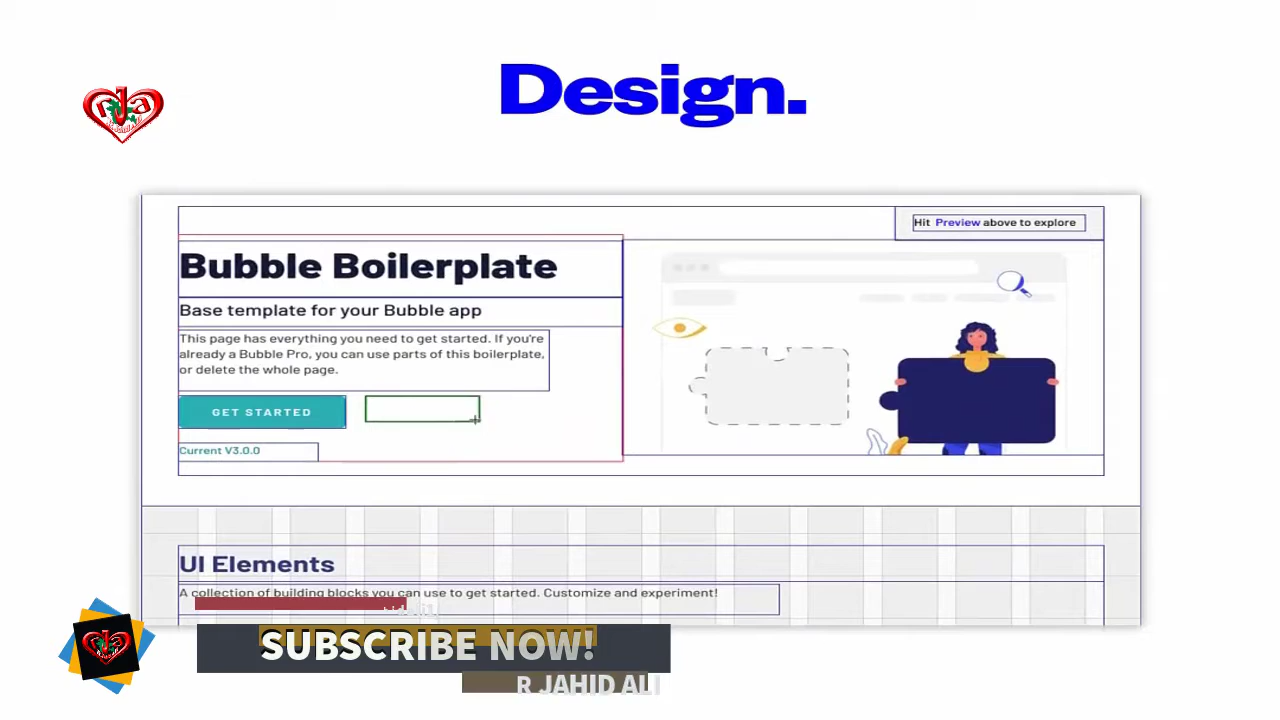 Design.
rja
Hit Preview above to explore
Bubble Boilerplate
Base template for your Bubble app
This page has everything you need to get started. If you're
already a Bubble Pro, you can use parts of this boilerplate,
or delete the whole page.
GET STARTED
Current V3.0.0
UI Elements
A collection of building blocks you can use to get started. Customize and experiment!
SUBSCRIBE NOW!
R JAHID ALI